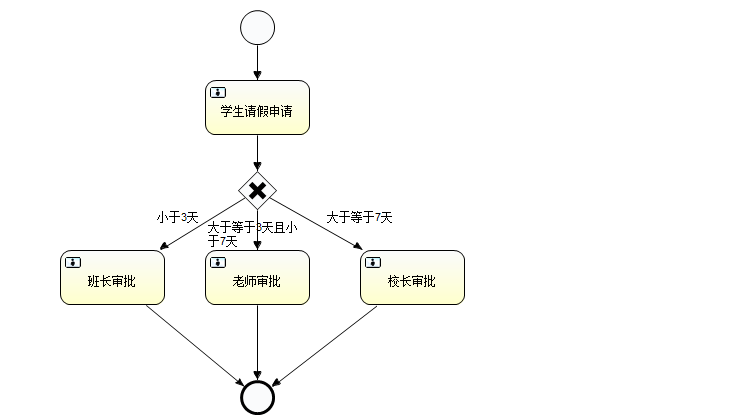 学生请假申请
小于3天
大于等于3天且小
于7天
大于等于7天
班长审批
老师审批
校长审批